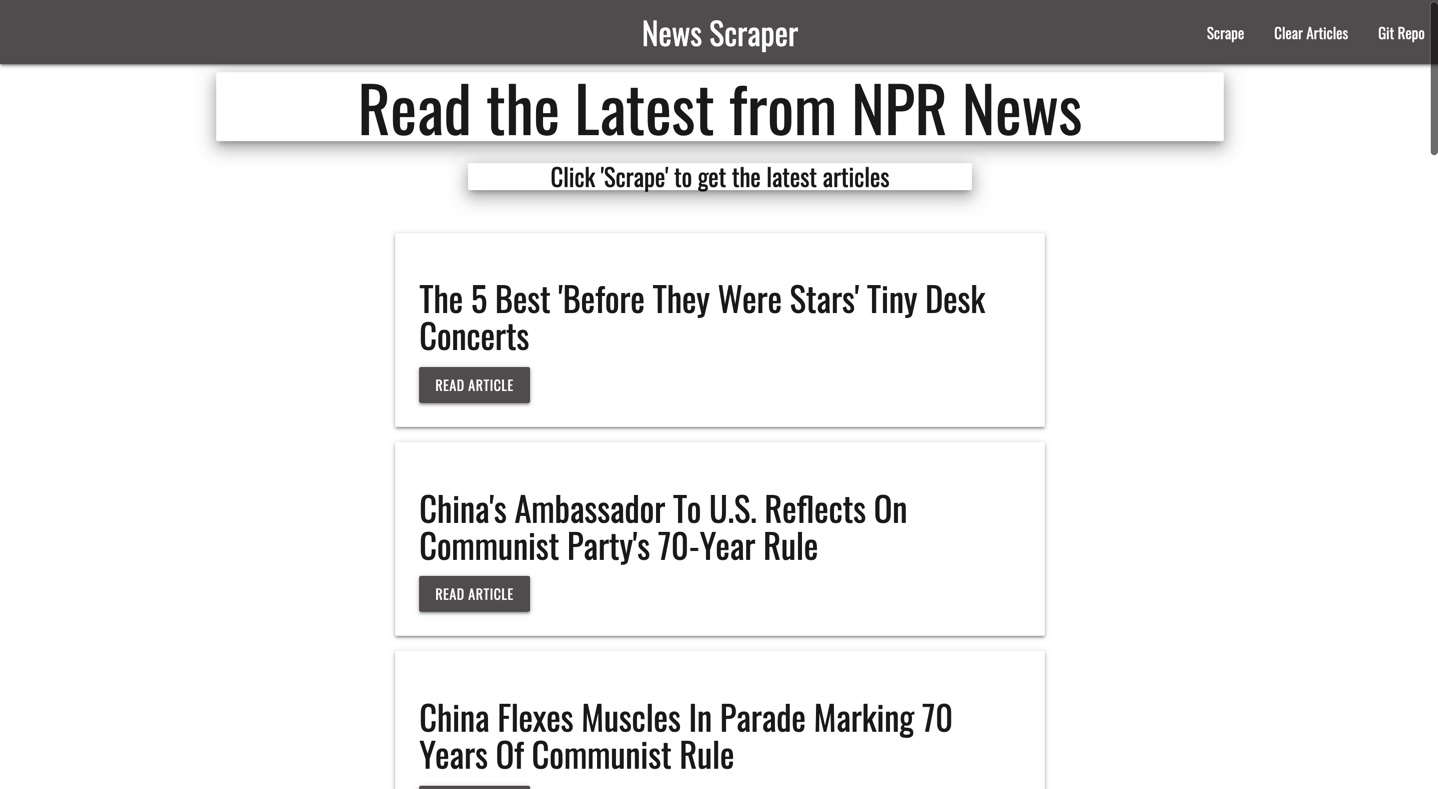 News Scraper
Scrape Clear Articles Git Repo
Read the Latest from NPR News
Click 'Scrape' to get the latest articles
The 5 Best 'Before They Were Stars' Tiny Desk
Concerts
READ ARTICLE
China's Ambassador To U.S. Reflects On
Communist Party's 70-Year Rule
READ ARTICLE
China Flexes Muscles In Parade Marking 70
Years Of Communist Rule